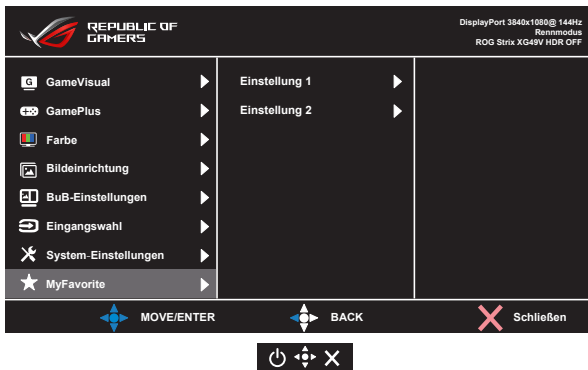 REPUBLIC OF
GAMERS
DisplayPort 3840x1080@ 144Hz
Rennmodus
ROG Strix XG49V HDR OFF
G GameVisual
GamePlus
Farbe
Bildeinrichtung
BuB-Einstellungen
Eingangswahl
System-Einstellungen
MyFavorite
Einstellung 1
Einstellung 2
MOVE/ENTER
BACK
Schließen